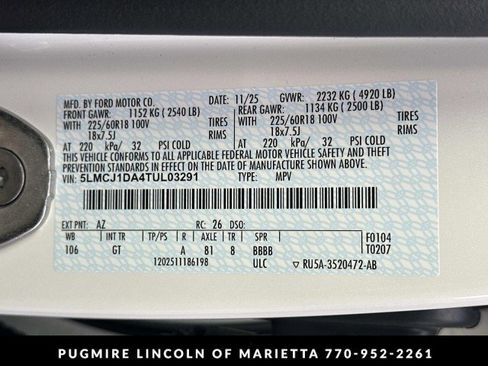 MFD. BY FORD MOTOR CO. DATE: 11/25 GVWR: 2232 KG ( 4920 LB)
FRONT GAWR: 1152 KG ( 2540 LB) REAR GAWR: 1134 KG ( 2500 LB)
WITH 225/60R18 100V WITH 225/60R18 100V
18x7.5J 18x7.5J
AT 220 kPa/ 32 PSI COLD AT 220 kPa/ 32 PSI COLD
THIS VEHICLE CONFORMS TO ALL APPLICABLE FEDERAL MOTOR VEHICLE SAFETY AND THEFT
PREVENTION STANDARDS IN EFFECT ON THE DATE OF MANUFACTURE SHOWN ABOVE.
VIN: 5LMCJ1DA4TUL03291 TYPE: MPV
EXT PNT: AZ RC: 26 DSO:
WB INT TR TP/PS R AXLE TR SPR F0104
106 GT A 81 8 BBBB T0207
1202511186198 ULC RU5A-3520472-AB
PUGMIRE LINCOLN OF MARIETTA 770-952-2261